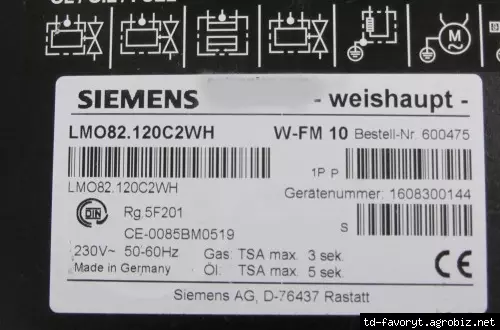 SIEMENS - weishaupt -
LMO82.120C2WH W-FM 10 Bestell-Nr. 600475
1P P
LMO82.120C2WH Gerätenummer: 1608300144
DIN Rg.5F201 S
CE-0085BM0519
230V~ 50-60Hz Gas: TSA max. 3 sek.
Made in Germany Öl: TSA max. 5 sek. CE
Siemens AG, D-76437 Rastatt
M
td-favoryt.agrobiz.net